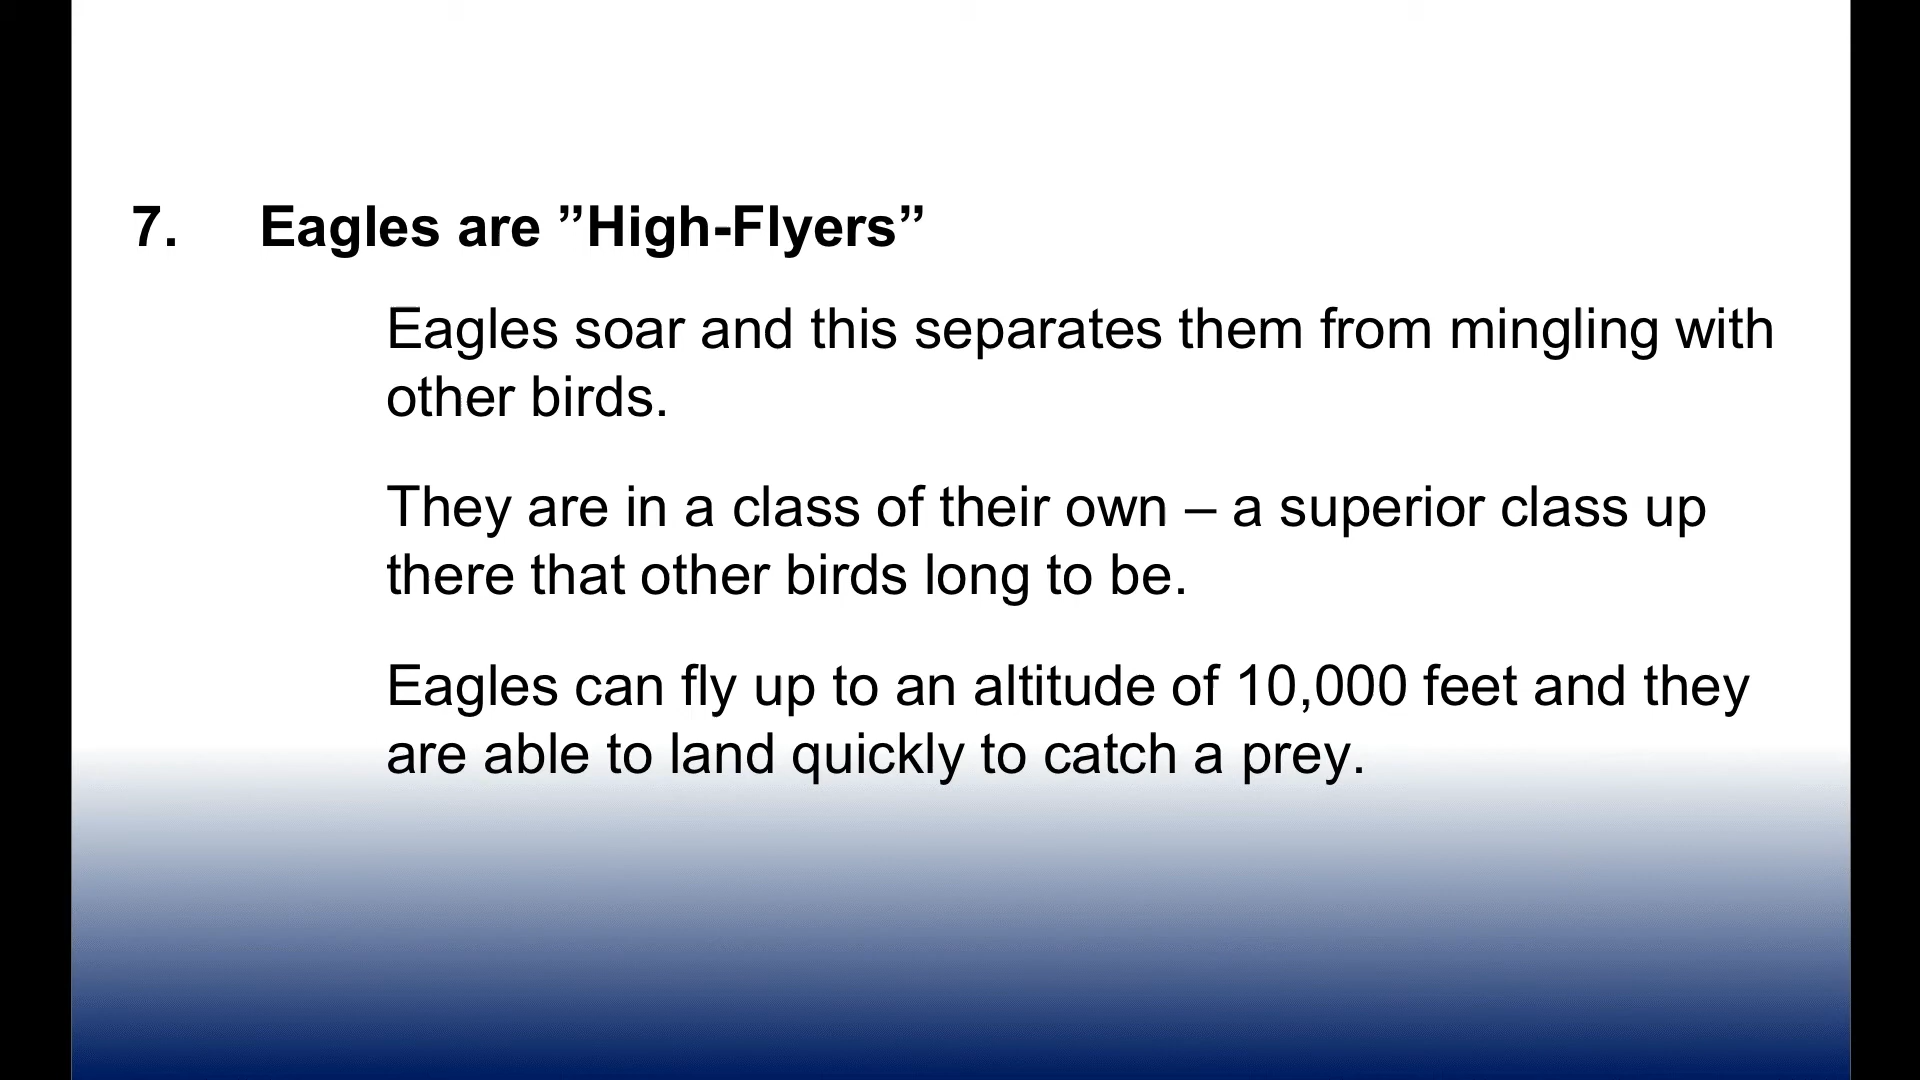 7. Eagles are ”High-Flyers”
Eagles soar and this separates them from mingling with
other birds.
They are in a class of their own – a superior class up
there that other birds long to be.
Eagles can fly up to an altitude of 10,000 feet and they
are able to land quickly to catch a prey.